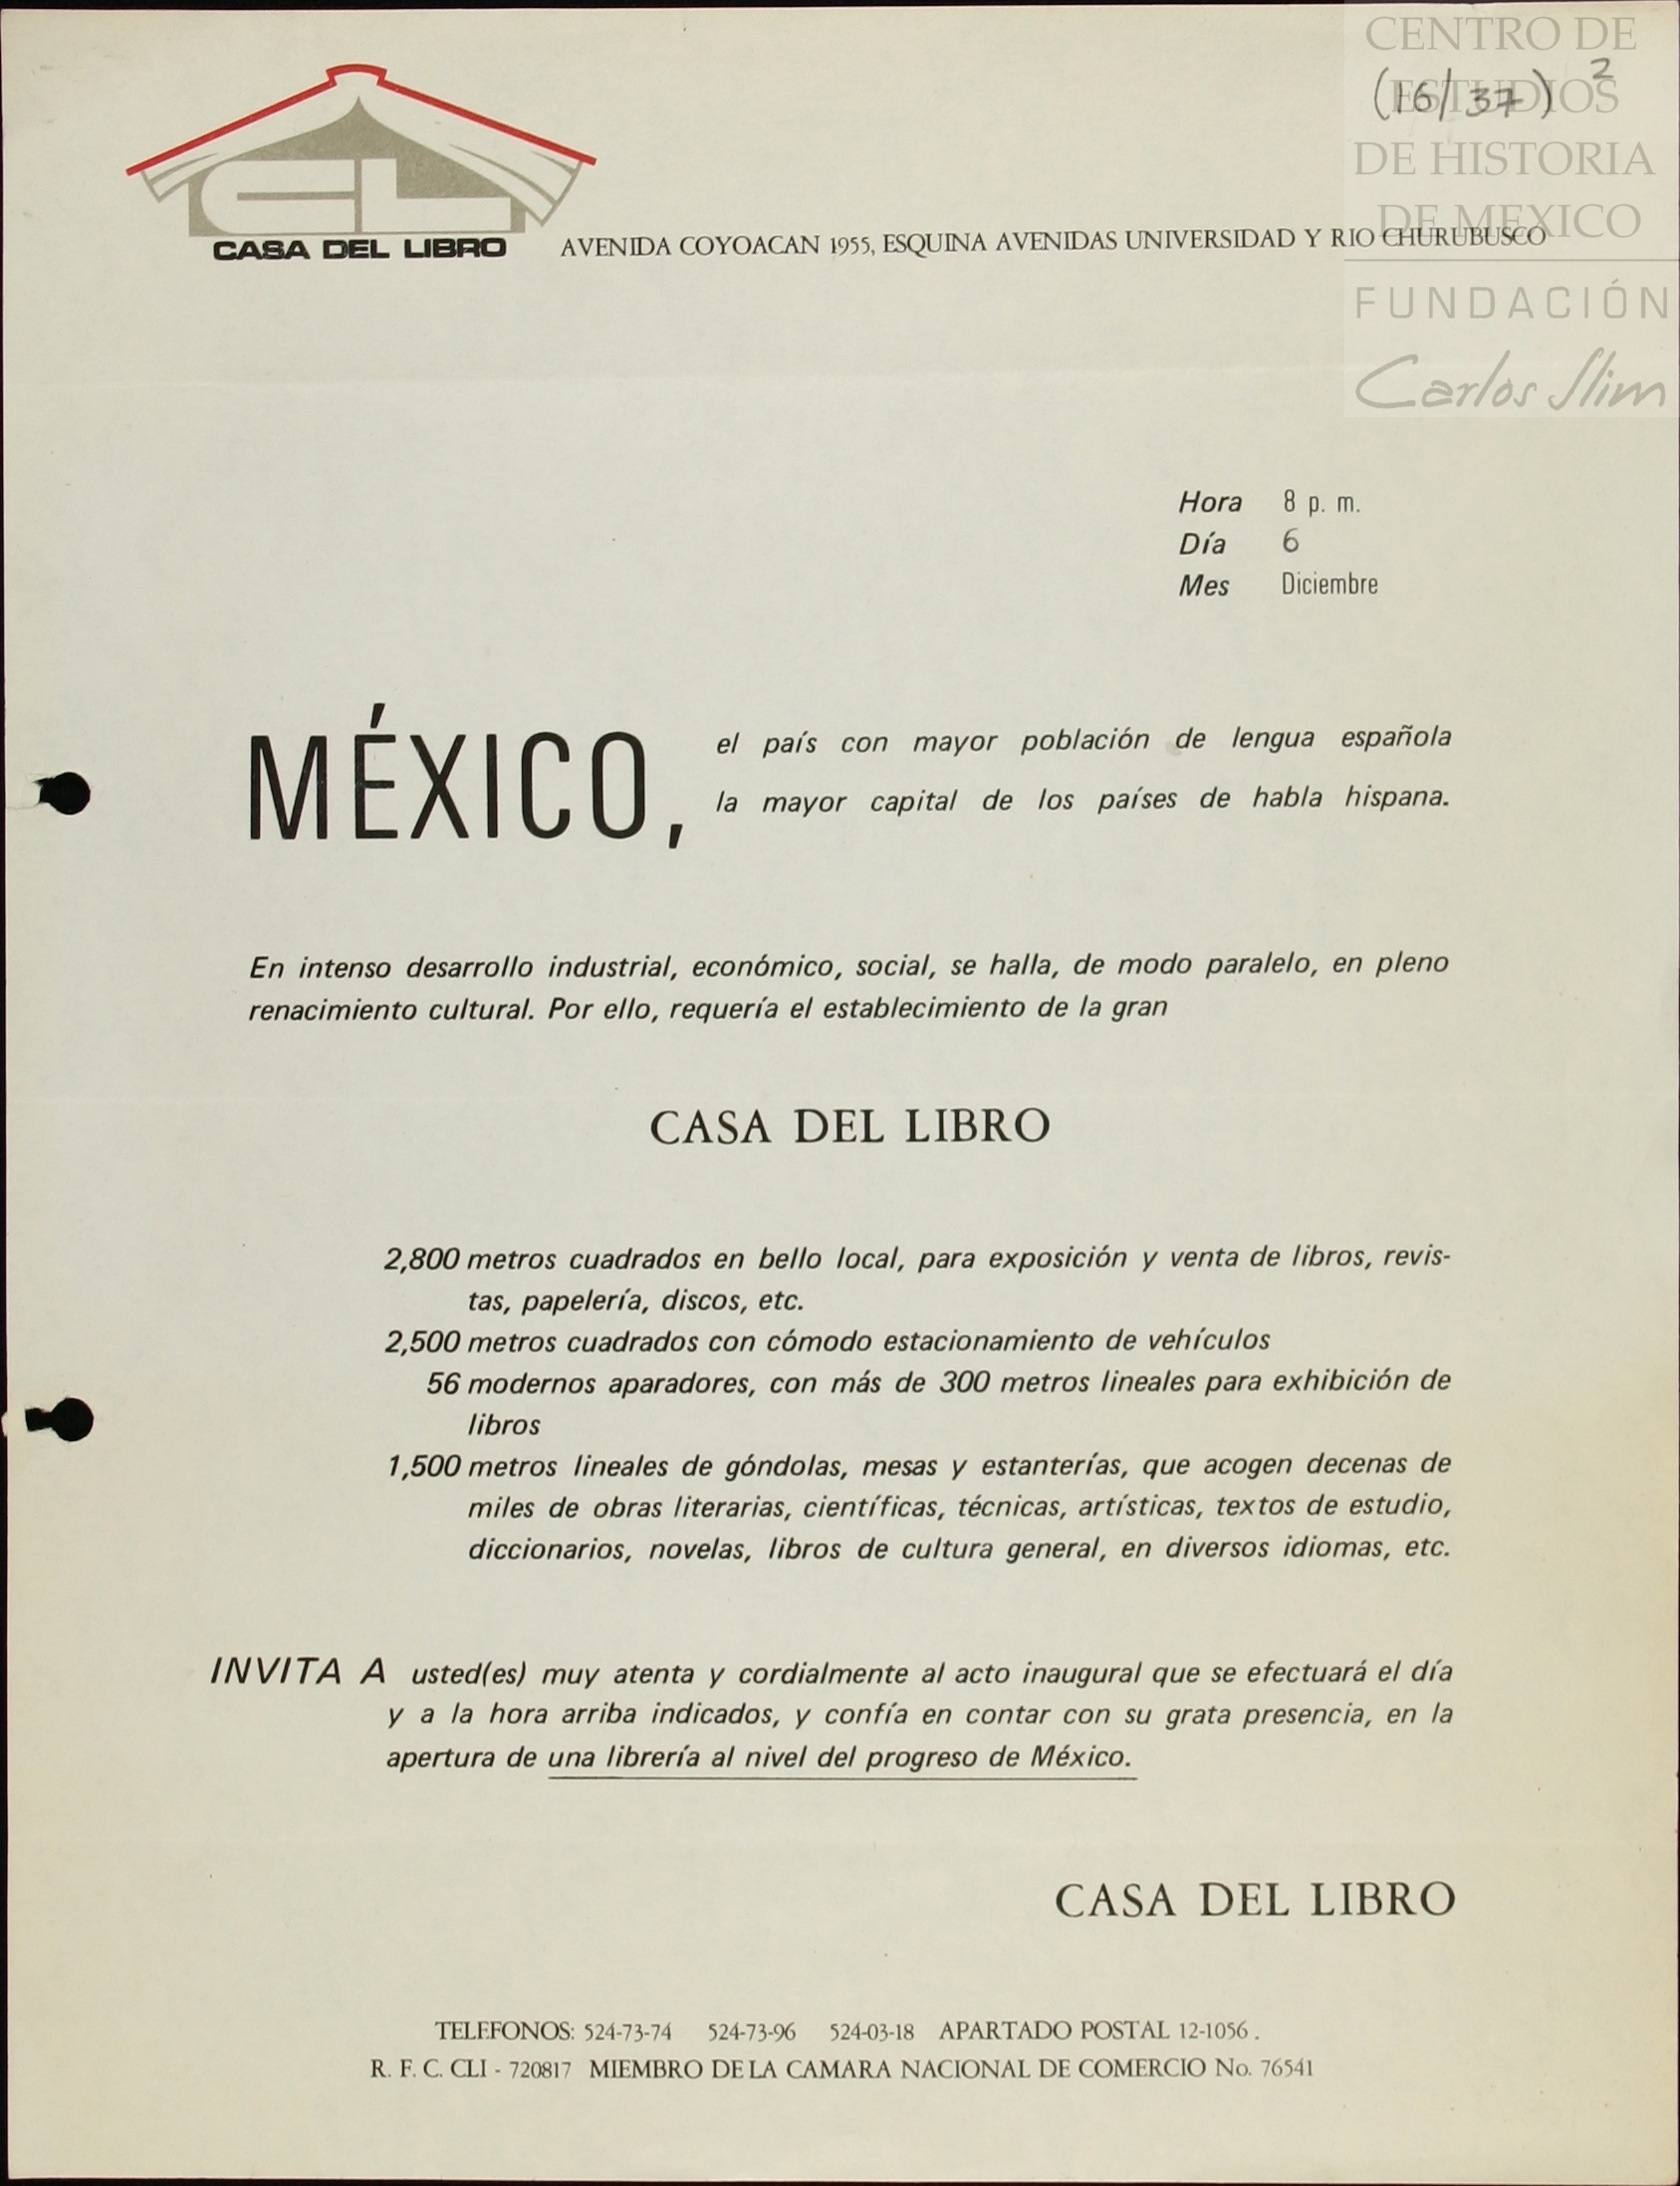 CENTRO DE
ESTUDIOS
DE HISTORIA
DE MEXICO
FUNDACIÓN
Carlos Slim
(16/37) 2
CL
CASA DEL LIBRO
AVENIDA COYOACAN 1955, ESQUINA AVENIDAS UNIVERSIDAD Y RIO CHURUBUSCO
Hora 8 p. m.
Día 6
Mes Diciembre
MÉXICO,
el país con mayor población de lengua española
la mayor capital de los países de habla hispana.
En intenso desarrollo industrial, económico, social, se halla, de modo paralelo, en pleno
renacimiento cultural. Por ello, requería el establecimiento de la gran
CASA DEL LIBRO
2,800 metros cuadrados en bello local, para exposición y venta de libros, revis-
tas, papelería, discos, etc.
2,500 metros cuadrados con cómodo estacionamiento de vehículos
56 modernos aparadores, con más de 300 metros lineales para exhibición de
libros
1,500 metros lineales de góndolas, mesas y estanterías, que acogen decenas de
miles de obras literarias, científicas, técnicas, artísticas, textos de estudio,
diccionarios, novelas, libros de cultura general, en diversos idiomas, etc.
INVITA A usted(es) muy atenta y cordialmente al acto inaugural que se efectuará el día
y a la hora arriba indicados, y confía en contar con su grata presencia, en la
apertura de una librería al nivel del progreso de México.
CASA DEL LIBRO
TELEFONOS: 524-73-74 524-73-96 524-03-18 APARTADO POSTAL 12-1056 .
R. F. C. CLI - 720817 MIEMBRO DE LA CAMARA NACIONAL DE COMERCIO No. 76541